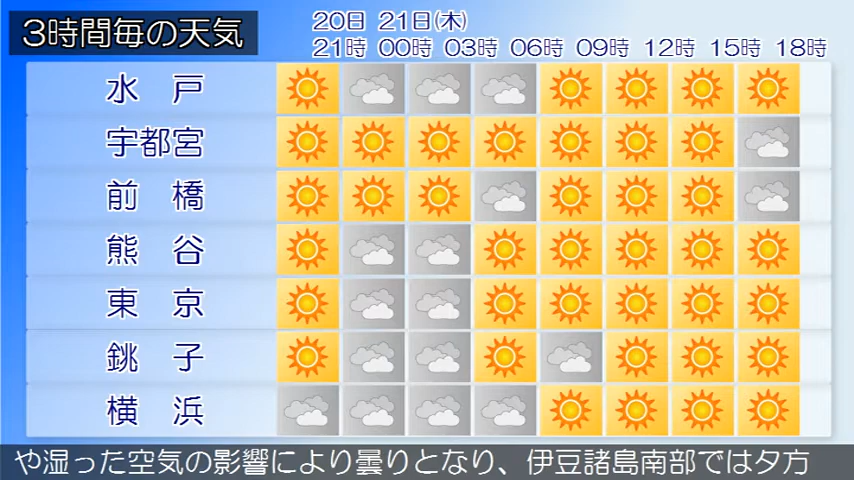 3時間毎の天気
20日 21日(木)
21時 00時 03時 06時 09時 12時 15時 18時
水 戸
宇都宮
前 橋
熊 谷
東 京
銚 子
横 浜
や湿った空気の影響により曇りとなり、伊豆諸島南部では夕方